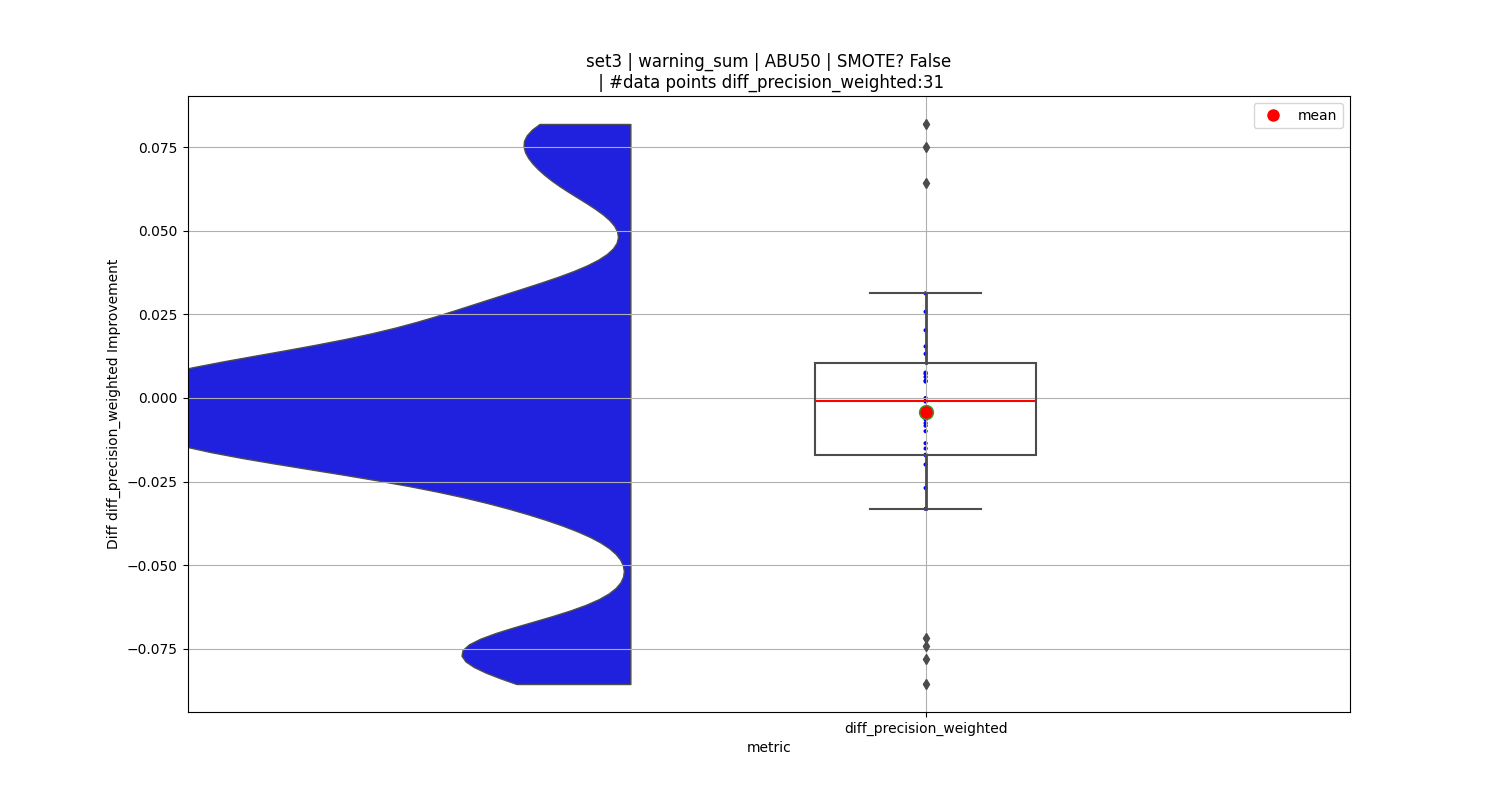 set3 | warning_sum | ABU50 | SMOTE? False
| #data points diff_precision_weighted:31
mean
Diff diff_precision_weighted Improvement
0.075
0.050
0.025
0.000
−0.025
−0.050
−0.075
diff_precision_weighted
metric